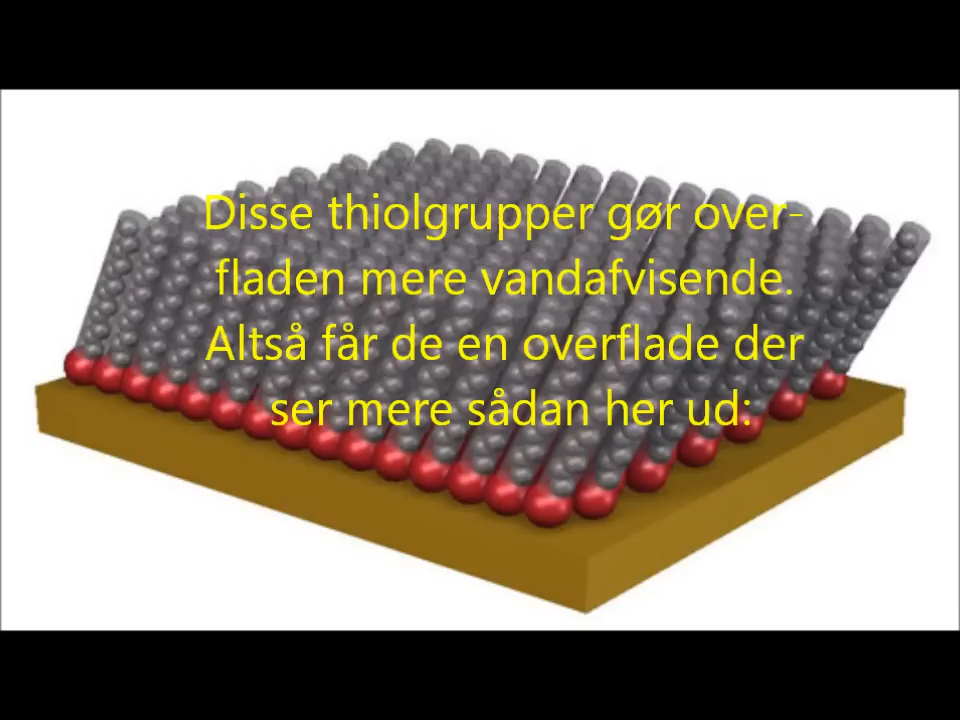 Disse thiolgrupper gør over-
fladen mere vandafvisende.
Altså får de en overflade der
ser mere sådan her ud: